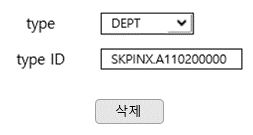 type DEPT
type ID SKPINX.A110200000
삭제